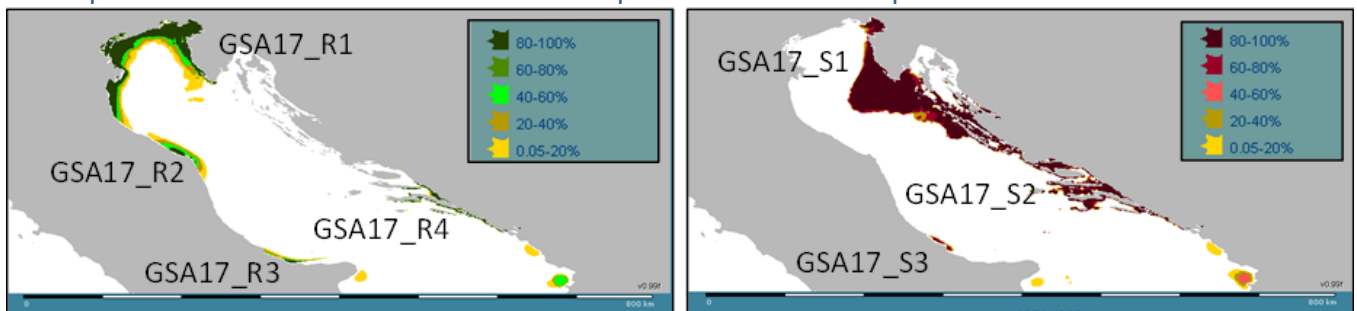 GSA17_R1
80-100%
60-80%
40-60%
20-40%
0.05-20%
GSA17_R2
GSA17_R4
GSA17_R3
v0.99f
0
800 km
GSA17_S1
80-100%
60-80%
40-60%
20-40%
0.05-20%
GSA17_S2
GSA17_S3
v0.99f
0
800 km